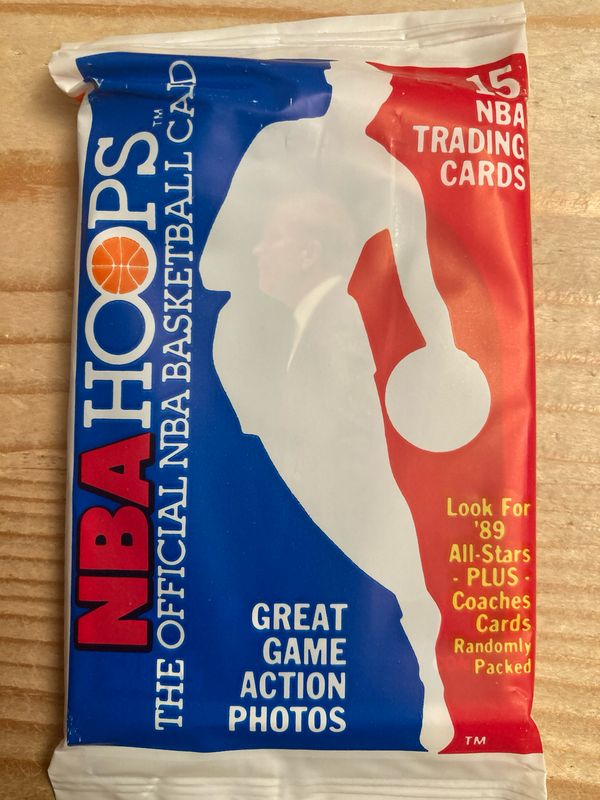 15
NBA
TRADING
CARDS
NBA HOOPS™
THE OFFICIAL NBA BASKETBALL CAD
Look For
'89
All-Stars
- PLUS -
Coaches
Cards
Randomly
Packed
GREAT
GAME
ACTION
PHOTOS
TM